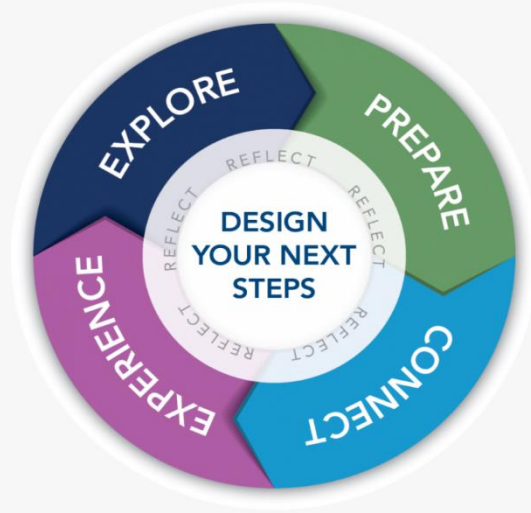 EXPLORE
PREPARE
CONNECT
EXPERIENCE
REFLECT
REFLECT
REFLECT
REFLECT
REFLECT
DESIGN
YOUR NEXT
STEPS